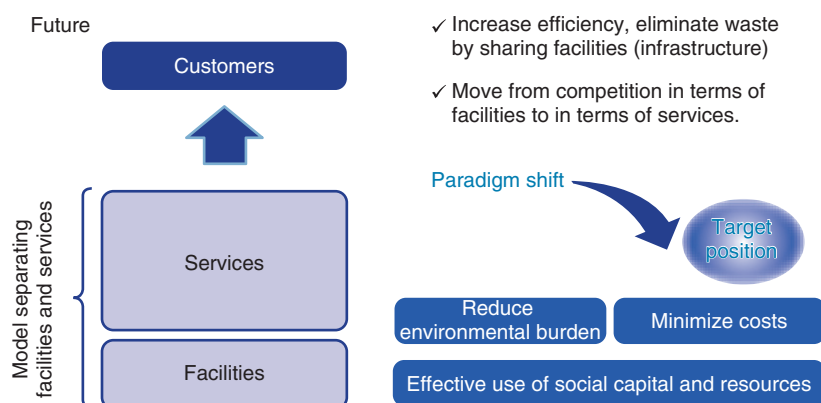 Future
Customers
Services
Facilities
Model separating
facilities and services
✓ Increase efficiency, eliminate waste
by sharing facilities (infrastructure)
✓ Move from competition in terms of
facilities to in terms of services.
Paradigm shift
Target
position
Reduce
environmental burden
Minimize costs
Effective use of social capital and resources